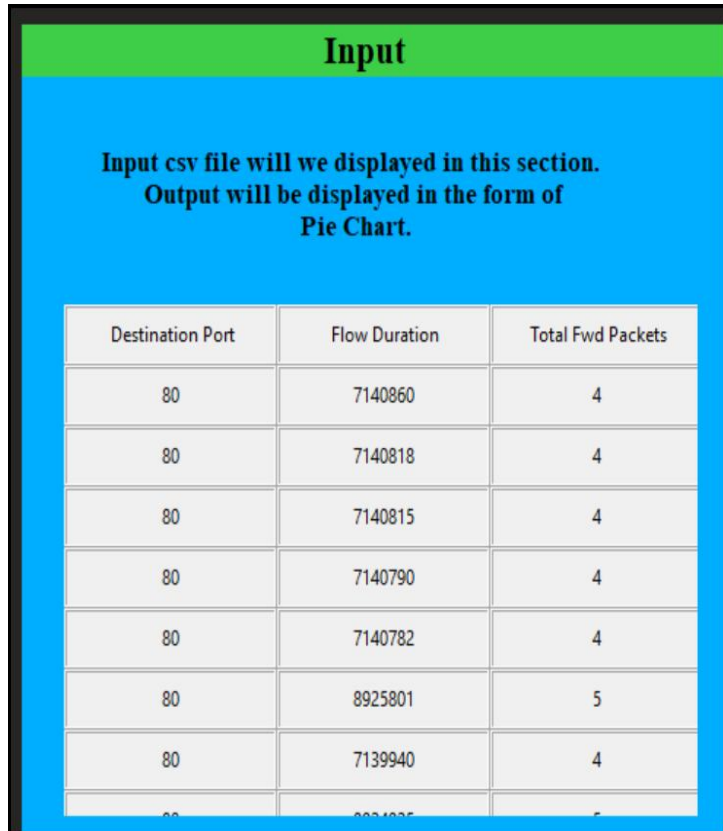 Input
Input csv file will we displayed in this section.
Output will be displayed in the form of
Pie Chart.
Destination Port Flow Duration Total Fwd Packets
80 7140860 4
80 7140818 4
80 7140815 4
80 7140790 4
80 7140782 4
80 8925801 5
80 7139940 4